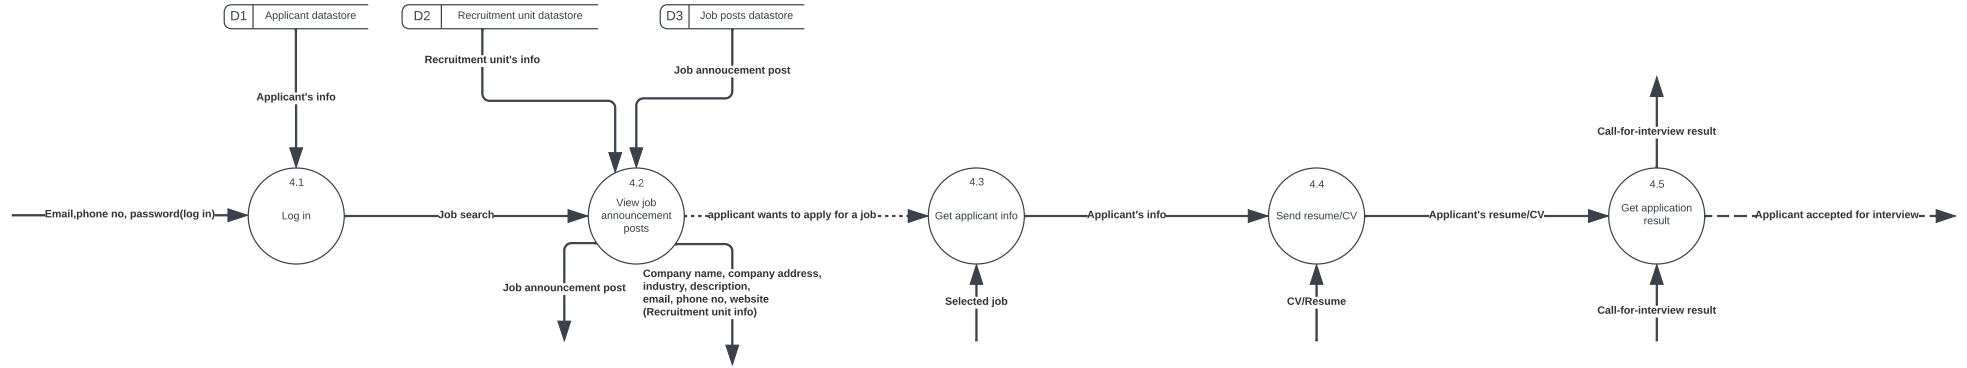 D1 Applicant datastore
D2 Recruitment unit datastore
D3 Job posts datastore
Recruitment unit's info
Job annoucement post
Applicant's info
Call-for-interview result
4.1
Log in
4.2
View job
announcement
posts
4.3
Get applicant info
4.4
Send resume/CV
4.5
Get application
result
Email,phone no, password(log in)
Job search
applicant wants to apply for a job
Applicant's info
Applicant's resume/CV
Applicant accepted for interview
Job announcement post
Company name, company address,
industry, description,
email, phone no, website
(Recruitment unit info)
Selected job
CV/Resume
Call-for-interview result